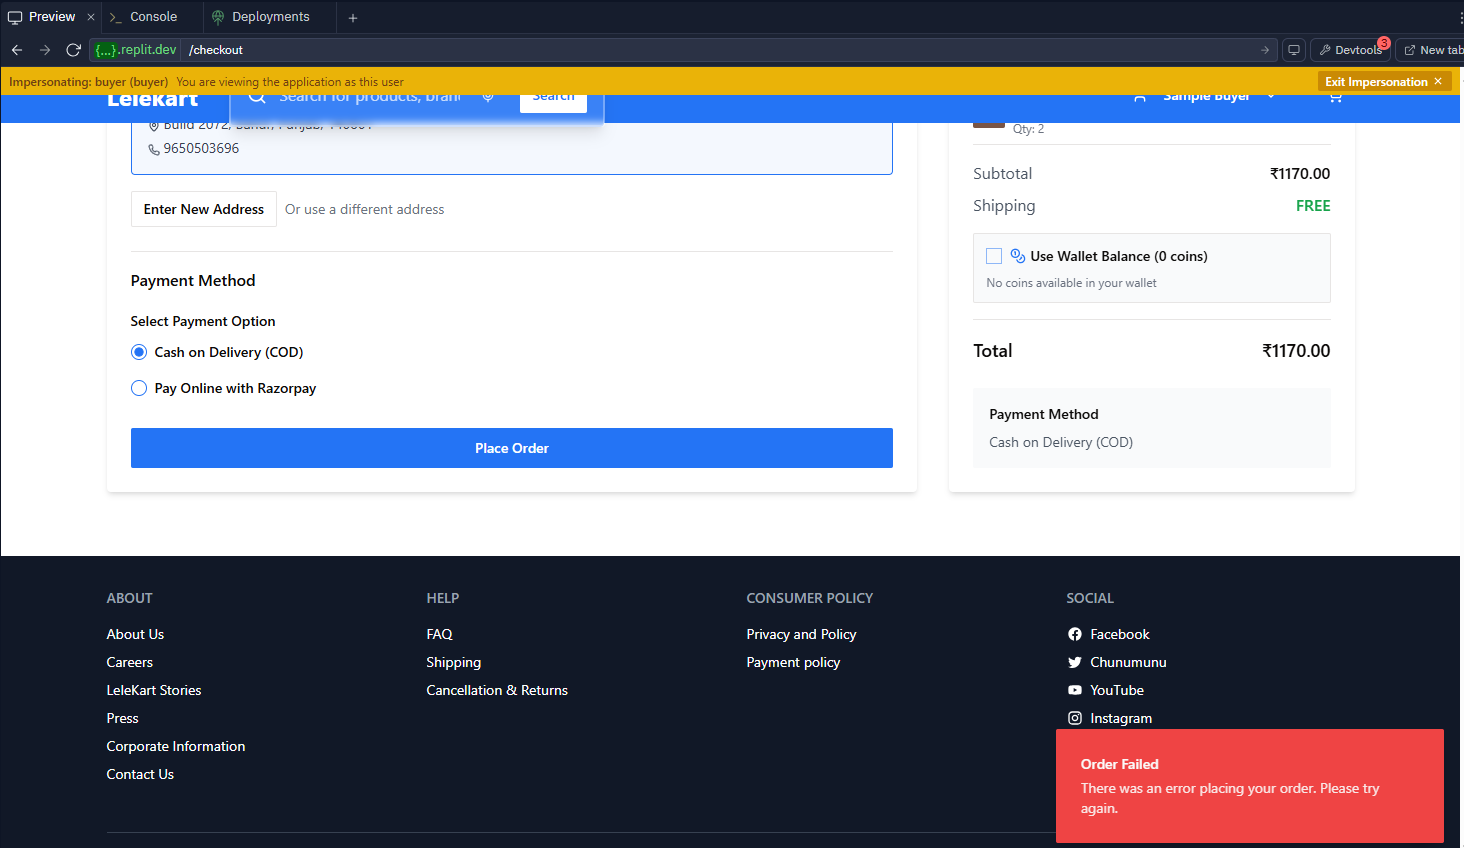 Preview
Console
Deployments
{...}.replit.dev /checkout
Devtools 3
New tab
Impersonating: buyer (buyer) You are viewing the application as this user
Exit Impersonation
Lelekart
Search for products, bran
Search
Sample Buyer
Build 2072, Banur, Punjab, 140601
9650503696
Enter New Address
Or use a different address
Payment Method
Select Payment Option
Cash on Delivery (COD)
Pay Online with Razorpay
Place Order
Qty: 2
Subtotal ₹1170.00
Shipping FREE
Use Wallet Balance (0 coins)
No coins available in your wallet
Total ₹1170.00
Payment Method
Cash on Delivery (COD)
ABOUT
About Us
Careers
LeleKart Stories
Press
Corporate Information
Contact Us
HELP
FAQ
Shipping
Cancellation & Returns
CONSUMER POLICY
Privacy and Policy
Payment policy
SOCIAL
Facebook
Chunumunu
YouTube
Instagram
Order Failed
There was an error placing your order. Please try
again.